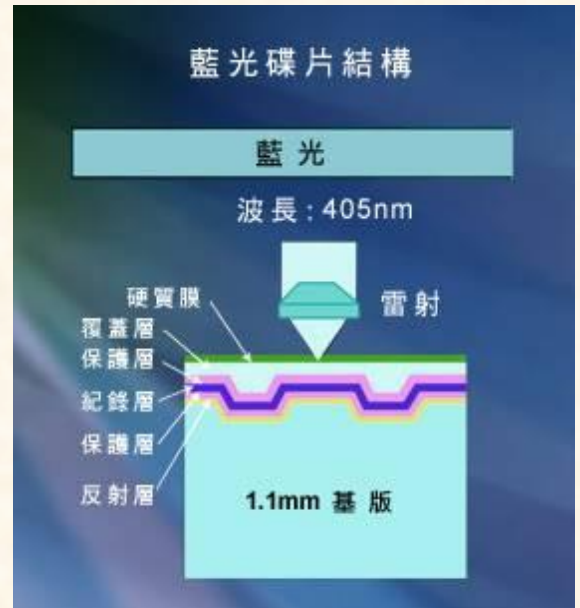 藍光碟片結構
藍光
波長:405nm
雷射
硬質膜
覆蓋層
保護層
紀錄層
保護層
反射層
1.1mm 基版